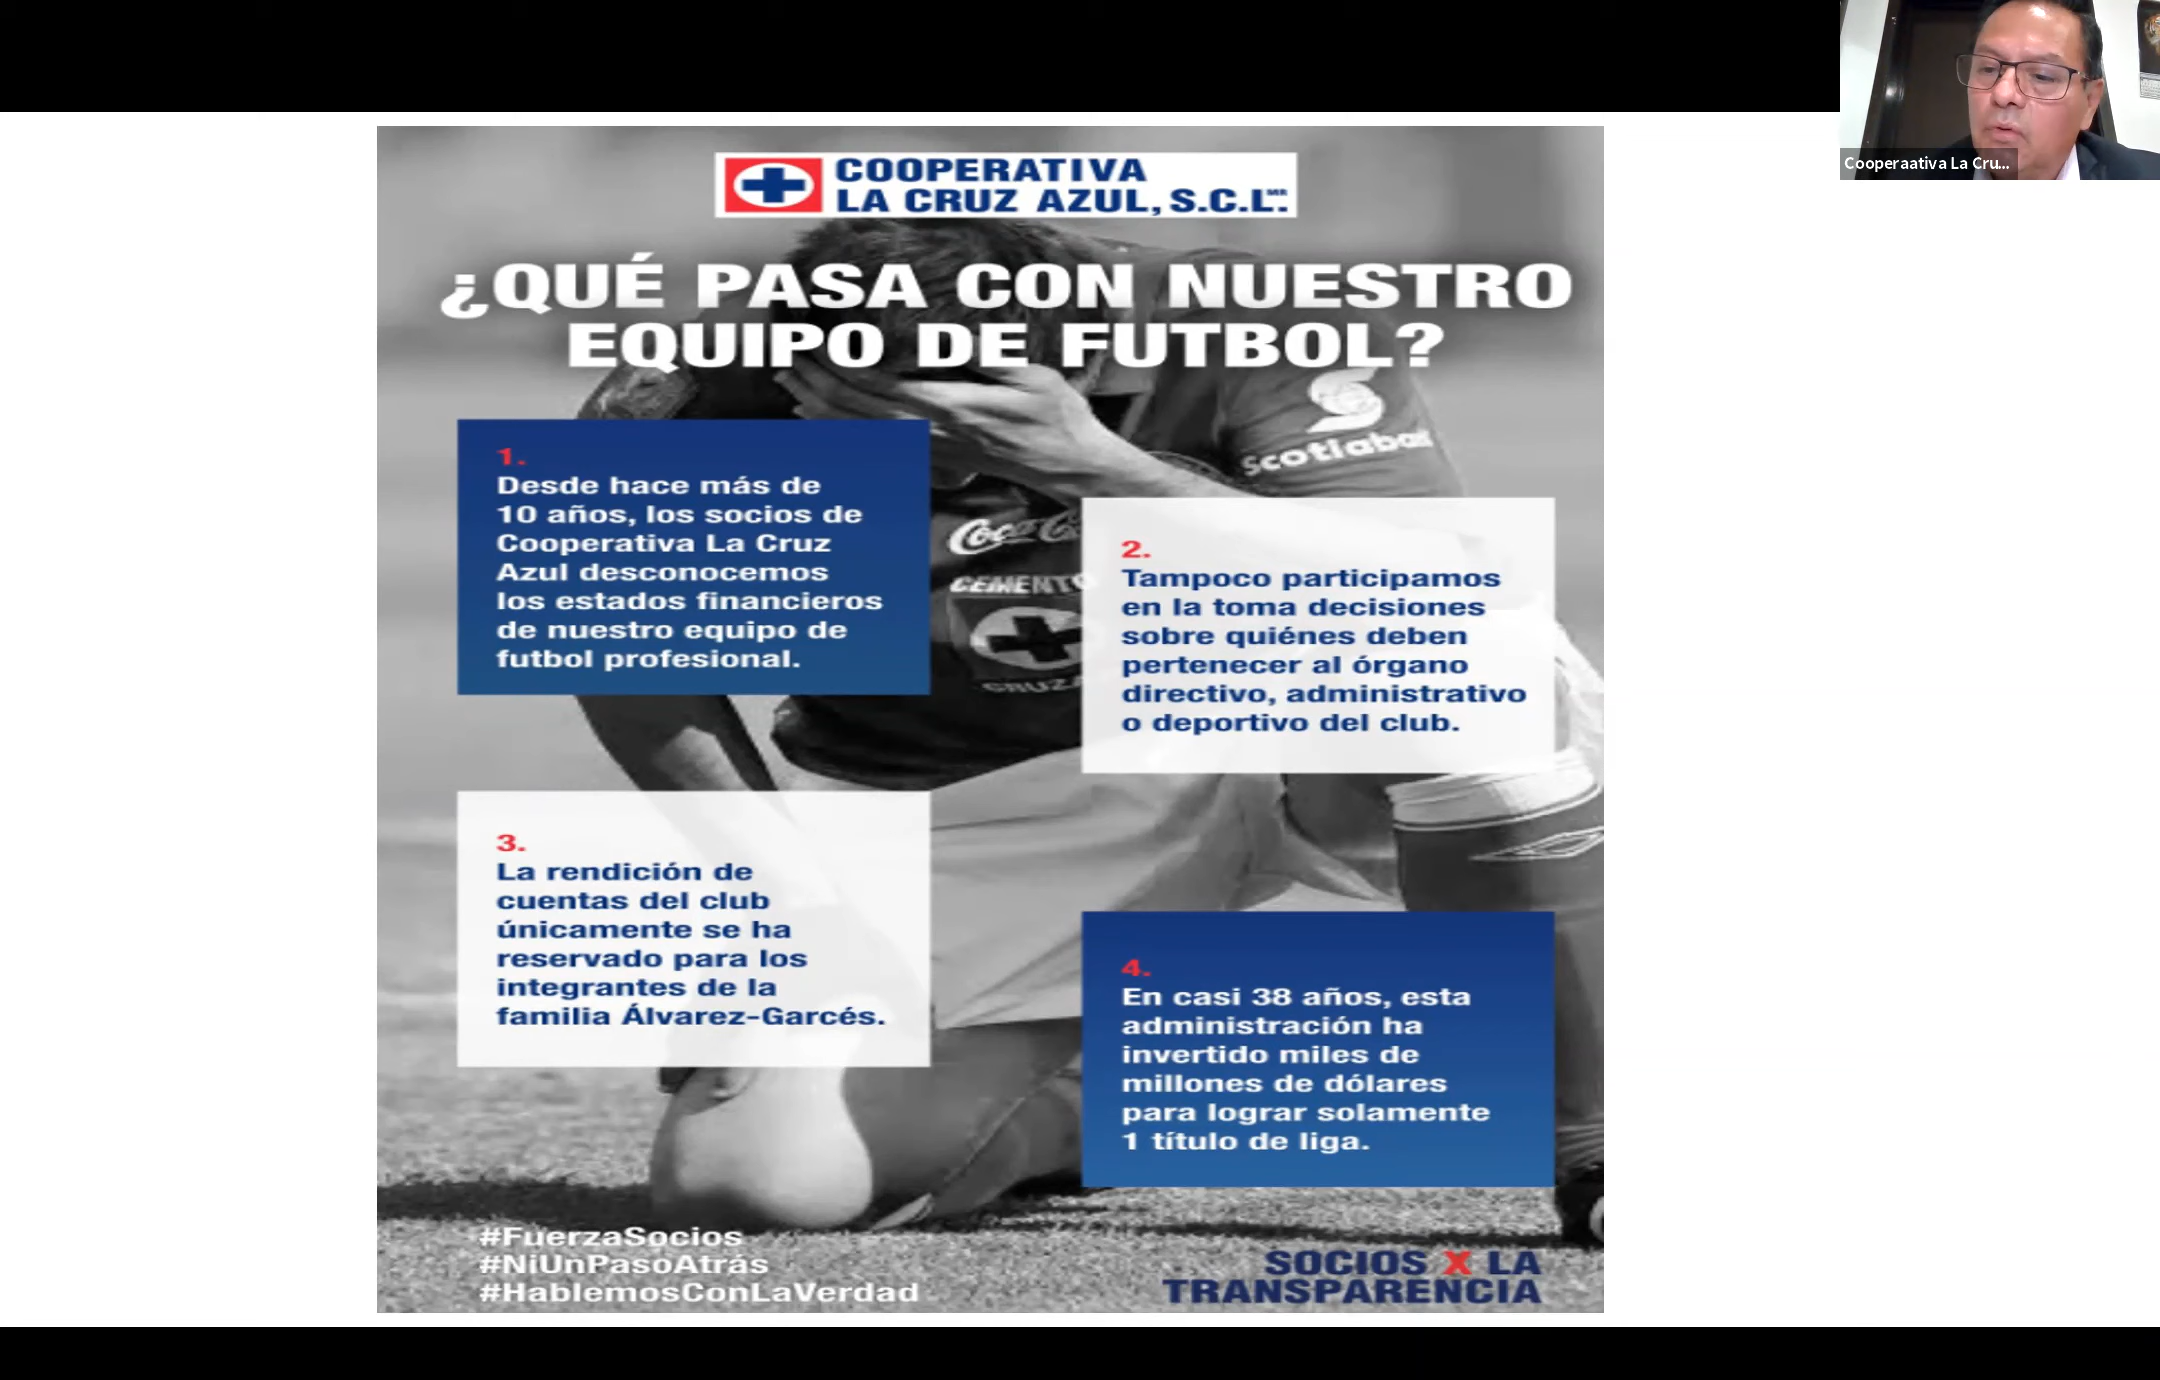 Cooperaativa La Cru...
COOPERATIVA
LA CRUZ AZUL, S.C.L.MR
¿QUÉ PASA CON NUESTRO
EQUIPO DE FUTBOL?
Scotiaba
Coca-C
CEMENTO
CRUZ A
1.
Desde hace más de
10 años, los socios de
Cooperativa La Cruz
Azul desconocemos
los estados financieros
de nuestro equipo de
futbol profesional.
2.
Tampoco participamos
en la toma decisiones
sobre quiénes deben
pertenecer al órgano
directivo, administrativo
o deportivo del club.
3.
La rendición de
cuentas del club
únicamente se ha
reservado para los
integrantes de la
familia Álvarez-Garcés.
4.
En casi 38 años, esta
administración ha
invertido miles de
millones de dólares
para lograr solamente
1 título de liga.
#FuerzaSocios
#NiUnPasoAtrás
#HablemosConLaVerdad
SOCIOS X LA
TRANSPARENCIA